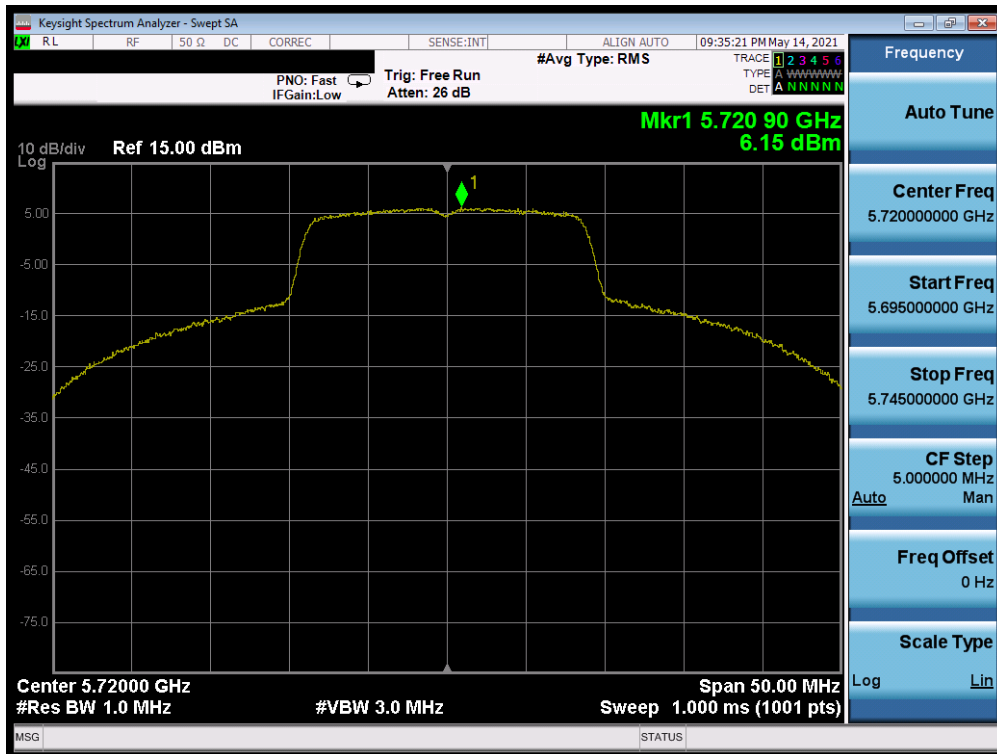 Keysight Spectrum Analyzer - Swept SA
LXI RL RF 50 Ω DC CORREC SENSE:INT ALIGN AUTO 09:35:21 PM May 14, 2021
#Avg Type: RMS
TRACE 1 2 3 4 5 6
TYPE A WWWWW
DET A N N N N N
PNO: Fast
IFGain:Low
Trig: Free Run
Atten: 26 dB
Mkr1 5.720 90 GHz
6.15 dBm
10 dB/div
Log
Ref 15.00 dBm
1
5.00
-5.00
-15.0
-25.0
-35.0
-45.0
-55.0
-65.0
-75.0
Center 5.72000 GHz
Span 50.00 MHz
#Res BW 1.0 MHz
#VBW 3.0 MHz
Sweep 1.000 ms (1001 pts)
MSG
STATUS
Frequency
Auto Tune
Center Freq
5.720000000 GHz
Start Freq
5.695000000 GHz
Stop Freq
5.745000000 GHz
CF Step
5.000000 MHz
Auto Man
Freq Offset
0 Hz
Scale Type
Log Lin